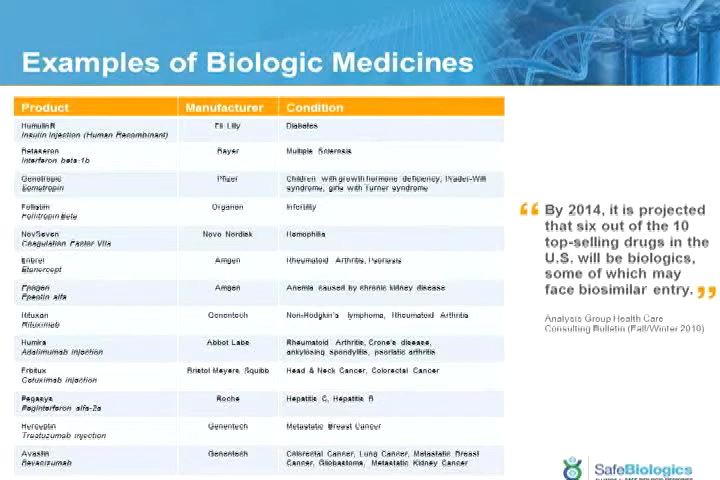 Examples of Biologic Medicines
Product Manufacturer Condition
Humulin R Eli Lilly Diabetes
Insulin Injection (Human Recombinant)
Betaseron Bayer Multiple Sclerosis
Interferon beta-1b
Genotropic Pfizer Children with growth hormone deficiency, Prader-Willi
Somatropin syndrome, girls with Turner syndrome
Follistim Organon Infertility
Follitropin Beta
NovSeven Novo Nordisk Hemophilia
Coagulation Factor VIIa
Enbrel Amgen Rheumatoid Arthritis, Psoriasis
Etanercept
Epogen Amgen Anemia caused by chronic kidney disease
Epoetin alfa
Rituxan Genentech Non-Hodgkin's lymphoma, Rheumatoid Arthritis
Rituximab
Humira Abbot Labs Rheumatoid Arthritis, Crone's disease,
Adalimumab injection ankylosing spondylitis, psoriatic arthritis
Erbitux Bristol Meyers Squibb Head & Neck Cancer, Colorectal Cancer
Cetuximab injection
Pegasys Roche Hepatitis C, Hepatitis B
Peginterferon alfa-2a
Herceptin Genentech Metastatic Breast Cancer
Trastuzumab injection
Avastin Genentech Colorectal Cancer, Lung Cancer, Metastatic Breast
Bevacizumab Cancer, Glioblastoma, Metastatic Kidney Cancer
“ By 2014, it is projected
that six out of the 10
top-selling drugs in the
U.S. will be biologics,
some of which may
face biosimilar entry. ”
Analysis Group Health Care
Consulting Bulletin (Fall/Winter 2010)
SafeBiologics